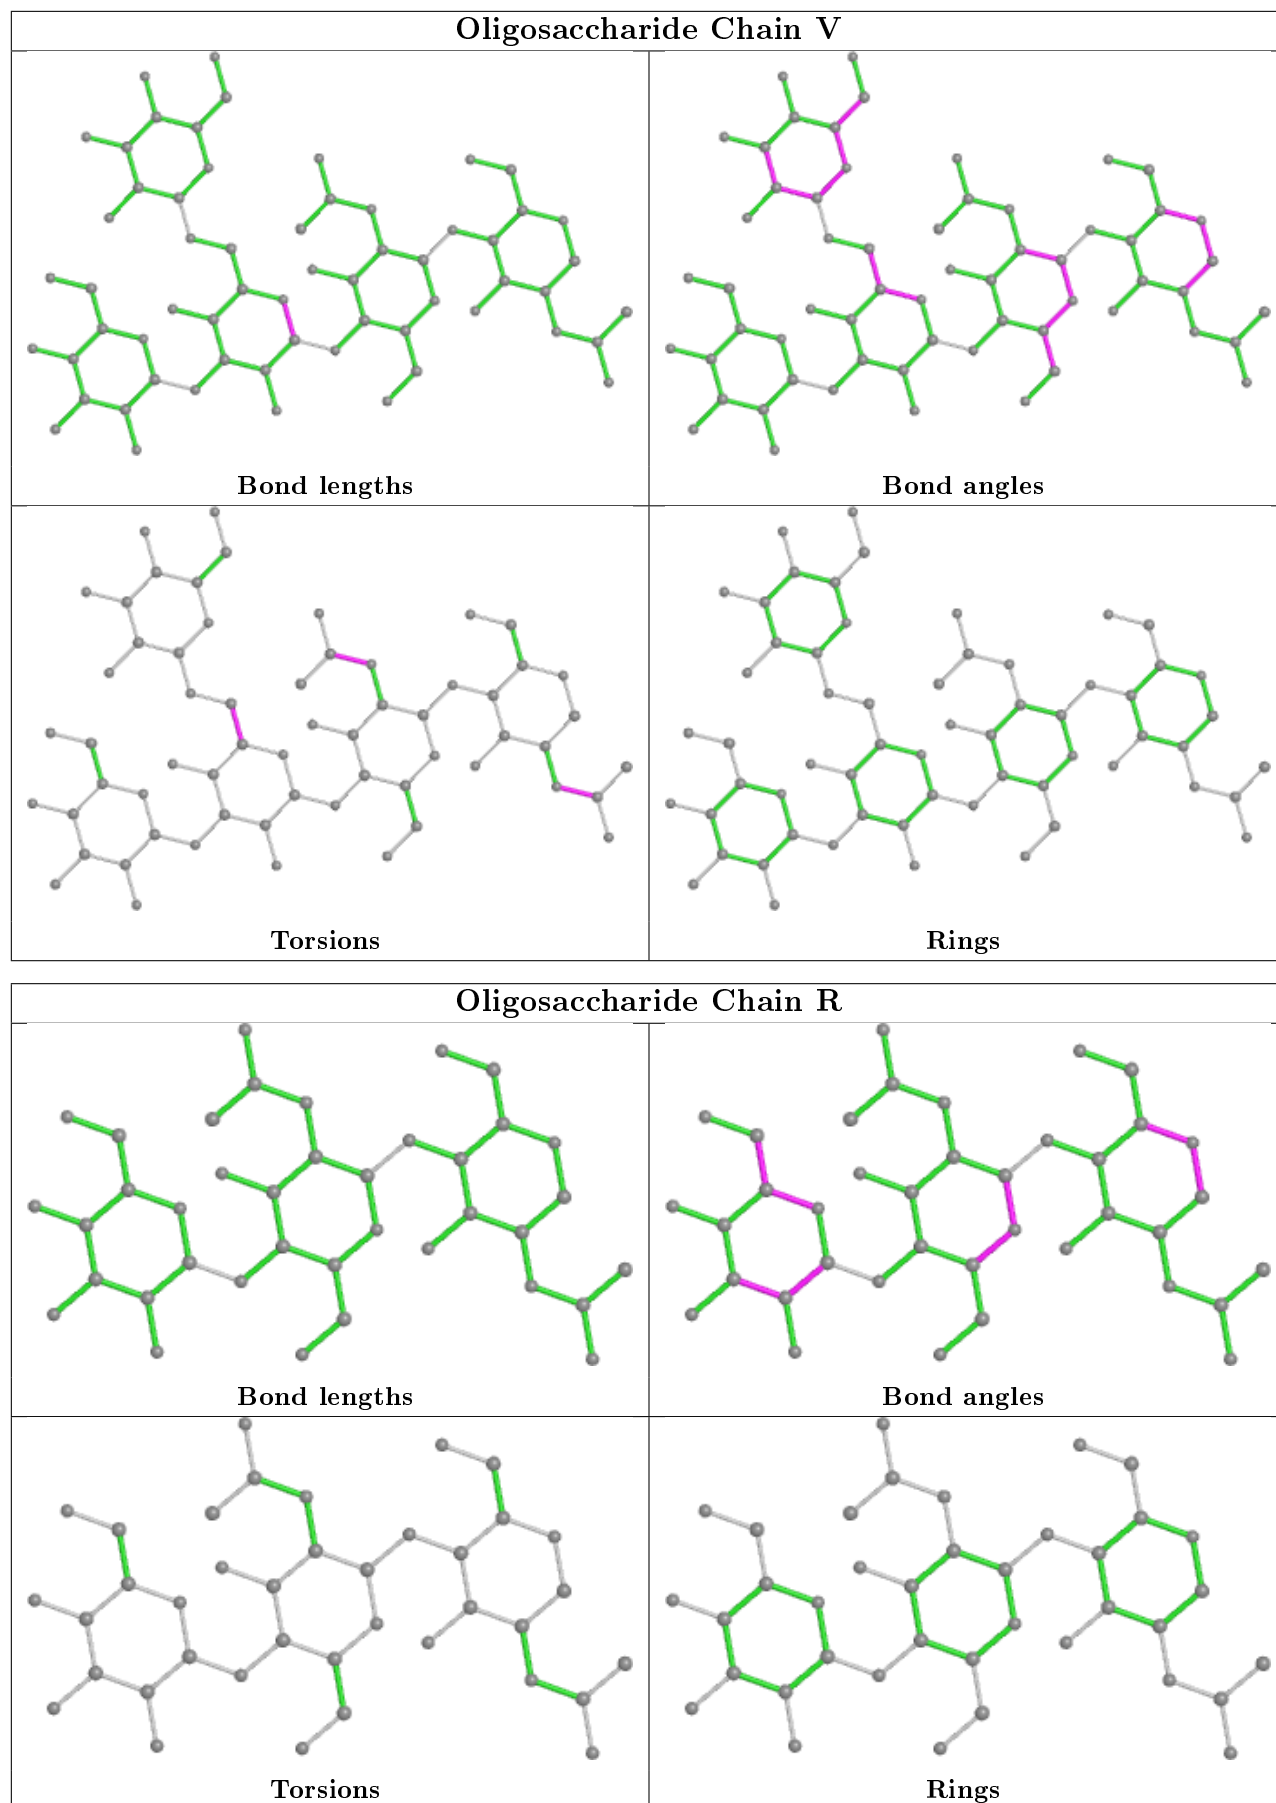 Oligosaccharide Chain V
Bond lengths
Bond angles
Torsions
Rings
Oligosaccharide Chain R
Bond lengths
Bond angles
Torsions
Rings